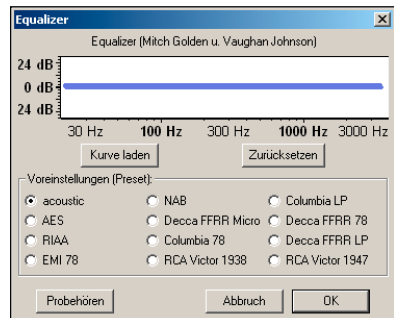 Equalizer
Equalizer (Mitch Golden u. Vaughan Johnson)
24 dB
0 dB
24 dB
30 Hz 100 Hz 300 Hz 1000 Hz 3000 Hz
Kurve laden Zurücksetzen
Voreinstellungen (Preset):
acoustic NAB Columbia LP
AES Decca FFRR Micro Decca FFRR 78
RIAA Columbia 78 Decca FFRR LP
EMI 78 RCA Victor 1938 RCA Victor 1947
Probehören Abbruch OK